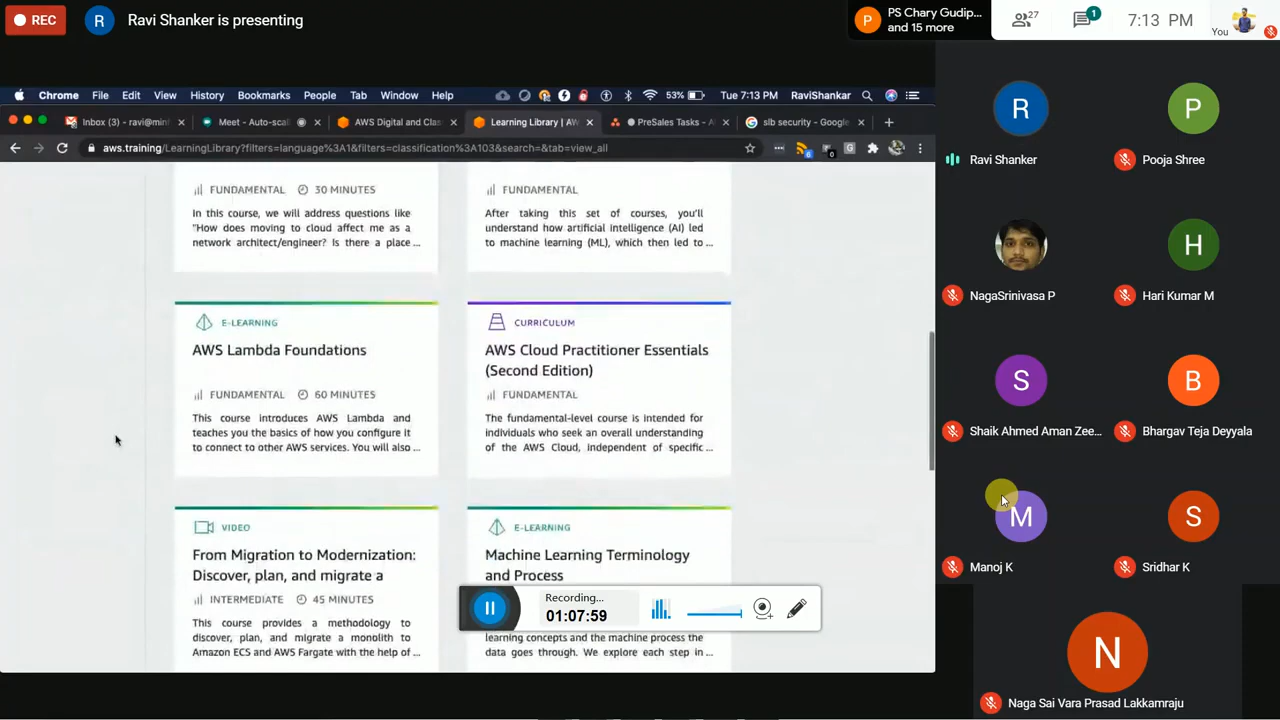 REC
R
Ravi Shanker is presenting
P
PS Chary Gudip...
and 15 more
27
1
7:13 PM
You
Chrome File Edit View History Bookmarks People Tab Window Help
53%
Tue 7:13 PM RaviShanker
Inbox (3) - ravi@min
Meet - Auto-scal
AWS Digital and Clas
Learning Library | AW
PreSales Tasks - A
slb security - Google
aws.training/LearningLibrary?filters=language%3A1&filters=classification%3A103&search=&tab=view_all
FUNDAMENTAL 30 MINUTES
In this course, we will address questions like
"How does moving to cloud affect me as a
network architect/engineer? Is there a place ...
FUNDAMENTAL
After taking this set of courses, you'll
understand how artificial intelligence (AI) led
to machine learning (ML), which then led to ...
E-LEARNING
AWS Lambda Foundations
FUNDAMENTAL 60 MINUTES
This course introduces AWS Lambda and
teaches you the basics of how you configure it
to connect to other AWS services. You will also ...
CURRICULUM
AWS Cloud Practitioner Essentials
(Second Edition)
FUNDAMENTAL
The fundamental-level course is intended for
individuals who seek an overall understanding
of the AWS Cloud, independent of specific ...
VIDEO
From Migration to Modernization:
Discover, plan, and migrate a
INTERMEDIATE 45 MINUTES
This course provides a methodology to
discover, plan, and migrate a monolith to
Amazon ECS and AWS Fargate with the help of ...
E-LEARNING
Machine Learning Terminology
and Process
learning concepts and the machine process the
data goes through. We explore each step in ...
Recording...
01:07:59
R
Ravi Shanker
P
Pooja Shree
NagaSrinivasa P
H
Hari Kumar M
S
Shaik Ahmed Aman Zee...
B
Bhargav Teja Deyyala
M
Manoj K
S
Sridhar K
N
Naga Sai Vara Prasad Lakkamraju